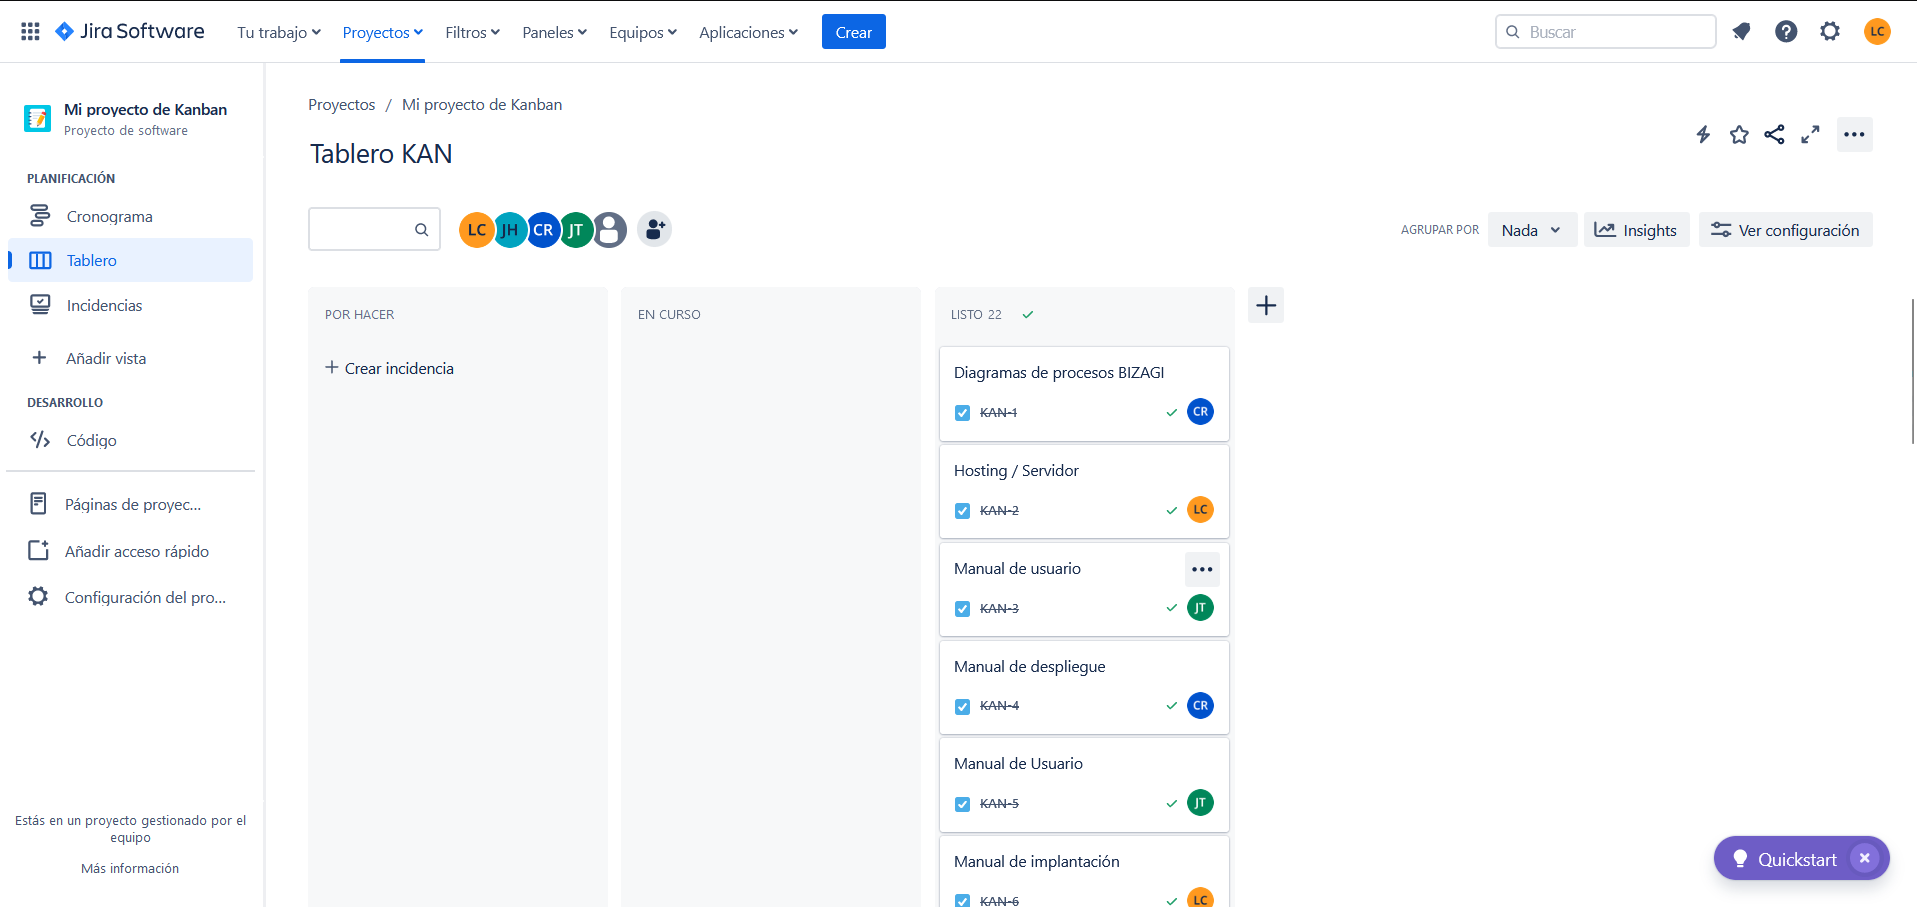 Jira Software
Tu trabajo
Proyectos
Filtros
Paneles
Equipos
Aplicaciones
Crear
Buscar
LC
Mi proyecto de Kanban
Proyecto de software
PLANIFICACIÓN
Cronograma
Tablero
Incidencias
Añadir vista
DESARROLLO
Código
Páginas de proyec...
Añadir acceso rápido
Configuración del pro...
Estás en un proyecto gestionado por el
equipo
Más información
Proyectos / Mi proyecto de Kanban
Tablero KAN
LC JH CR JT
AGRUPAR POR
Nada
Insights
Ver configuración
POR HACER
Crear incidencia
EN CURSO
LISTO 22
Diagramas de procesos BIZAGI
KAN-1
CR
Hosting / Servidor
KAN-2
LC
Manual de usuario
KAN-3
JT
Manual de despliegue
KAN-4
CR
Manual de Usuario
KAN-5
JT
Manual de implantación
KAN-6
LC
Quickstart